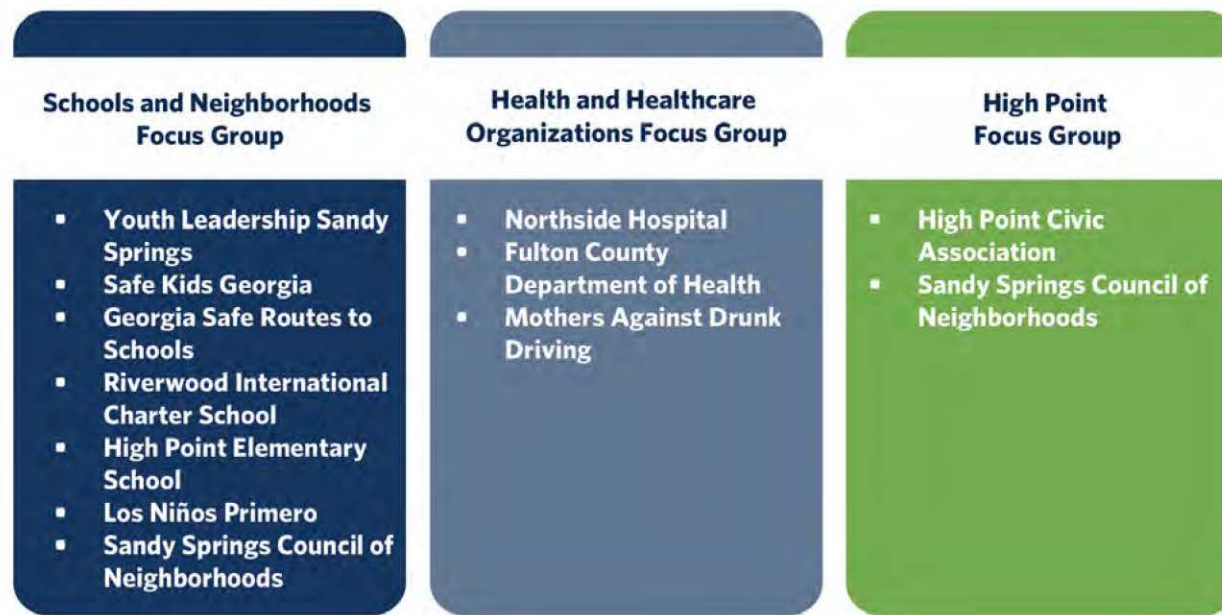 Schools and Neighborhoods
Focus Group
▪ Youth Leadership Sandy
Springs
▪ Safe Kids Georgia
▪ Georgia Safe Routes to
Schools
▪ Riverwood International
Charter School
▪ High Point Elementary
School
▪ Los Niños Primero
▪ Sandy Springs Council of
Neighborhoods
Health and Healthcare
Organizations Focus Group
▪ Northside Hospital
▪ Fulton County
Department of Health
▪ Mothers Against Drunk
Driving
High Point
Focus Group
▪ High Point Civic
Association
▪ Sandy Springs Council of
Neighborhoods